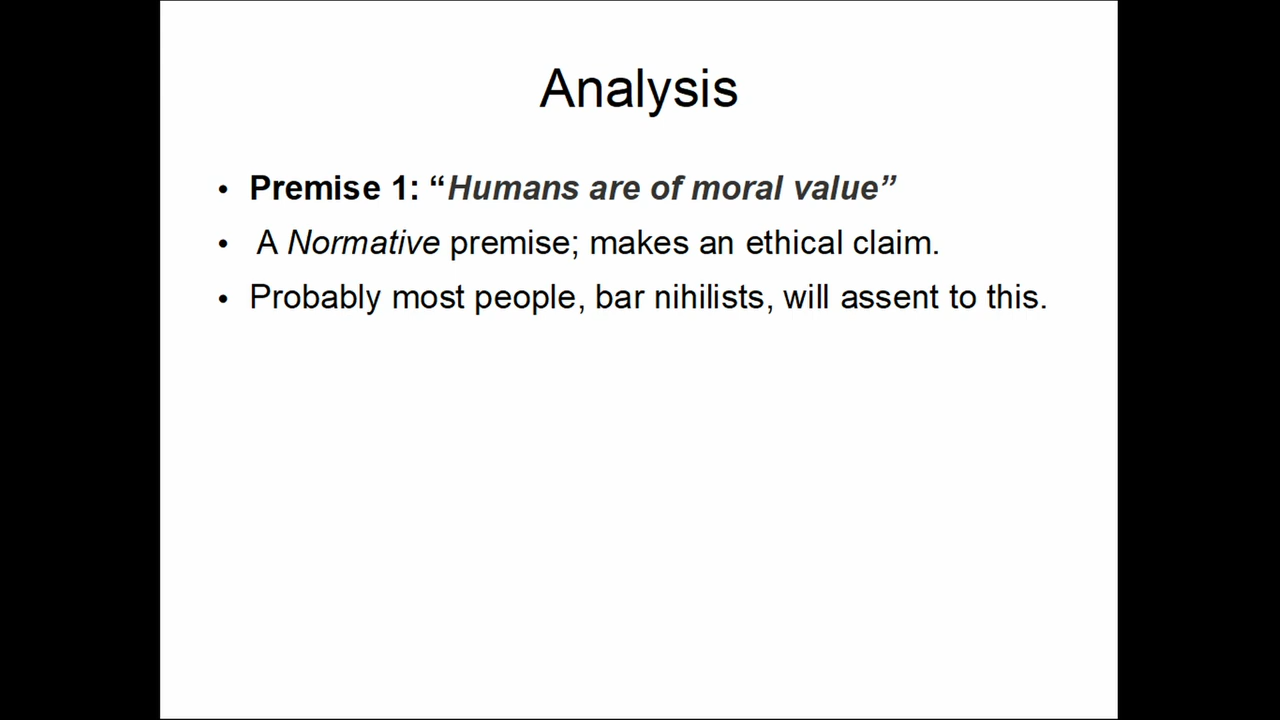 Analysis
• Premise 1: “Humans are of moral value”
• A Normative premise; makes an ethical claim.
• Probably most people, bar nihilists, will assent to this.